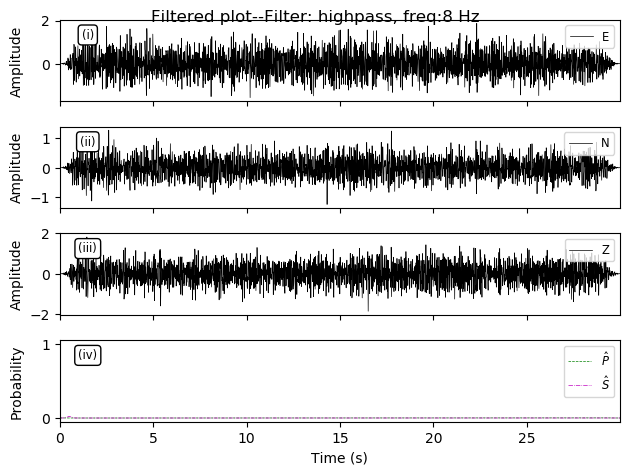 Filtered plot--Filter: highpass, freq:8 Hz
Amplitude
2
0
(i)
E
Amplitude
1
0
−1
(ii)
N
Amplitude
2
0
−2
(iii)
Z
Probability
1
0
(iv)
P̂
Ŝ
0 5 10 15 20 25
Time (s)